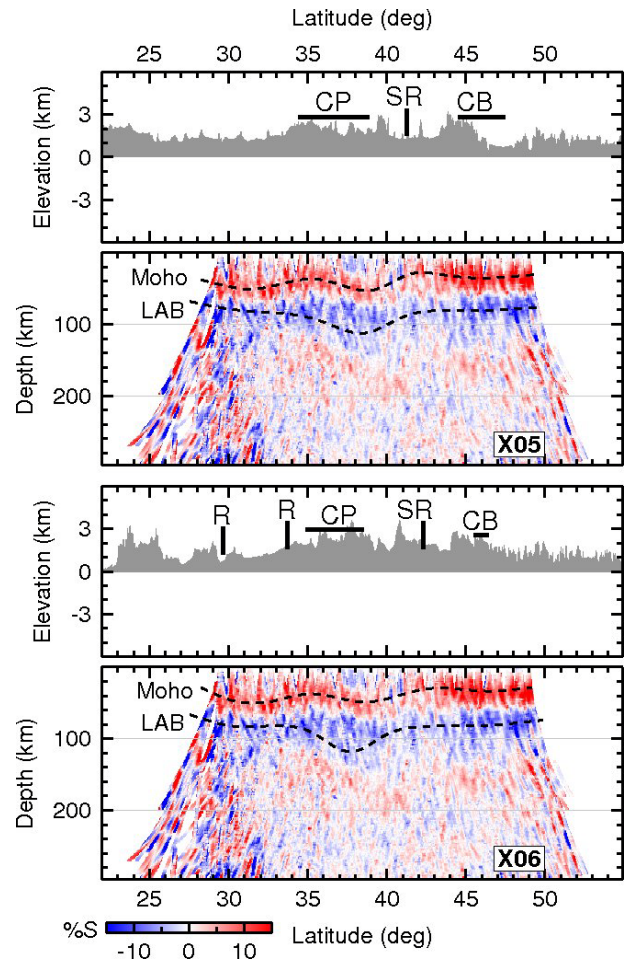 Latitude (deg)
25 30 35 40 45 50
Elevation (km)
3
0
-3
CP SR CB
Depth (km)
100
200
Moho
LAB
X05
Elevation (km)
3
0
-3
R R CP SR CB
Depth (km)
100
200
Moho
LAB
X06
25 30 35 40 45 50
%S
-10 0 10
Latitude (deg)